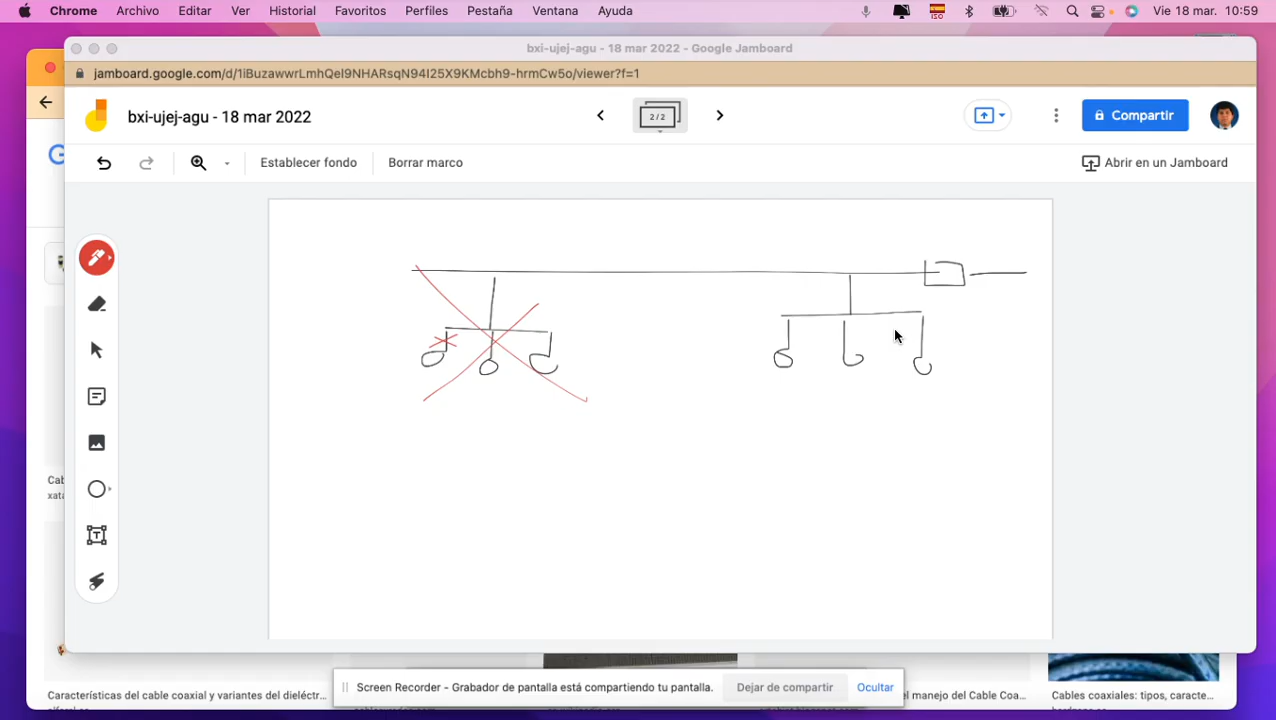 Chrome Archivo Editar Ver Historial Favoritos Perfiles Pestaña Ventana Ayuda ISO Vie 18 mar. 10:59
bxi-ujej-agu - 18 mar 2022 - Google Jamboard
jamboard.google.com/d/1iBuzawwrLmhQel9NHARsqN94I25X9KMcbh9-hrmCw5o/viewer?f=1
bxi-ujej-agu - 18 mar 2022
2/2
Compartir
Establecer fondo Borrar marco
Abrir en un Jamboard
Cab
xata
Screen Recorder - Grabador de pantalla está compartiendo tu pantalla. Dejar de compartir Ocultar
Características del cable coaxial y variantes del dieléctr...
el manejo del Cable Coa...
Cables coaxiales: tipos, caracte...